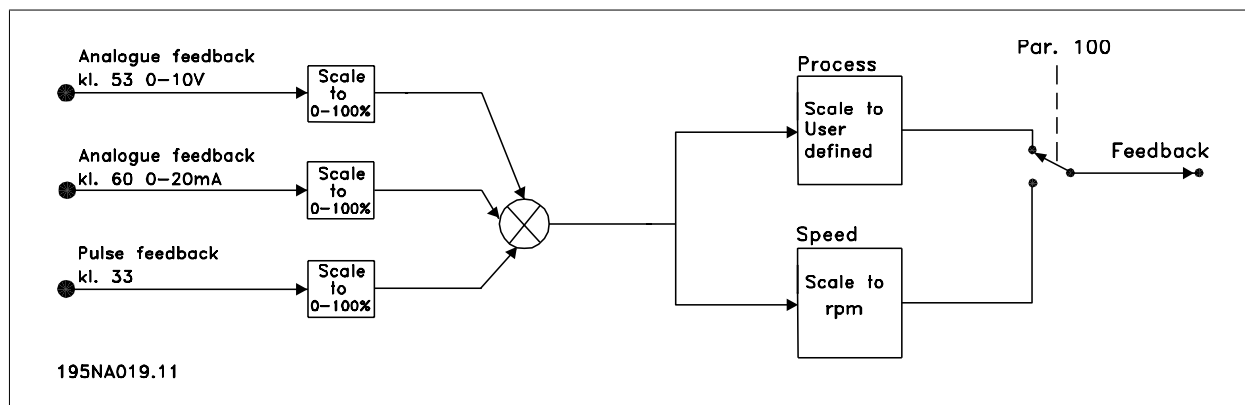 Analogue feedback
kl. 53 0-10V
Scale
to
0-100%
Analogue feedback
kl. 60 0-20mA
Scale
to
0-100%
Pulse feedback
kl. 33
Scale
to
0-100%
Process
Scale to
User
defined
Speed
Scale to
rpm
Par. 100
Feedback
195NA019.11